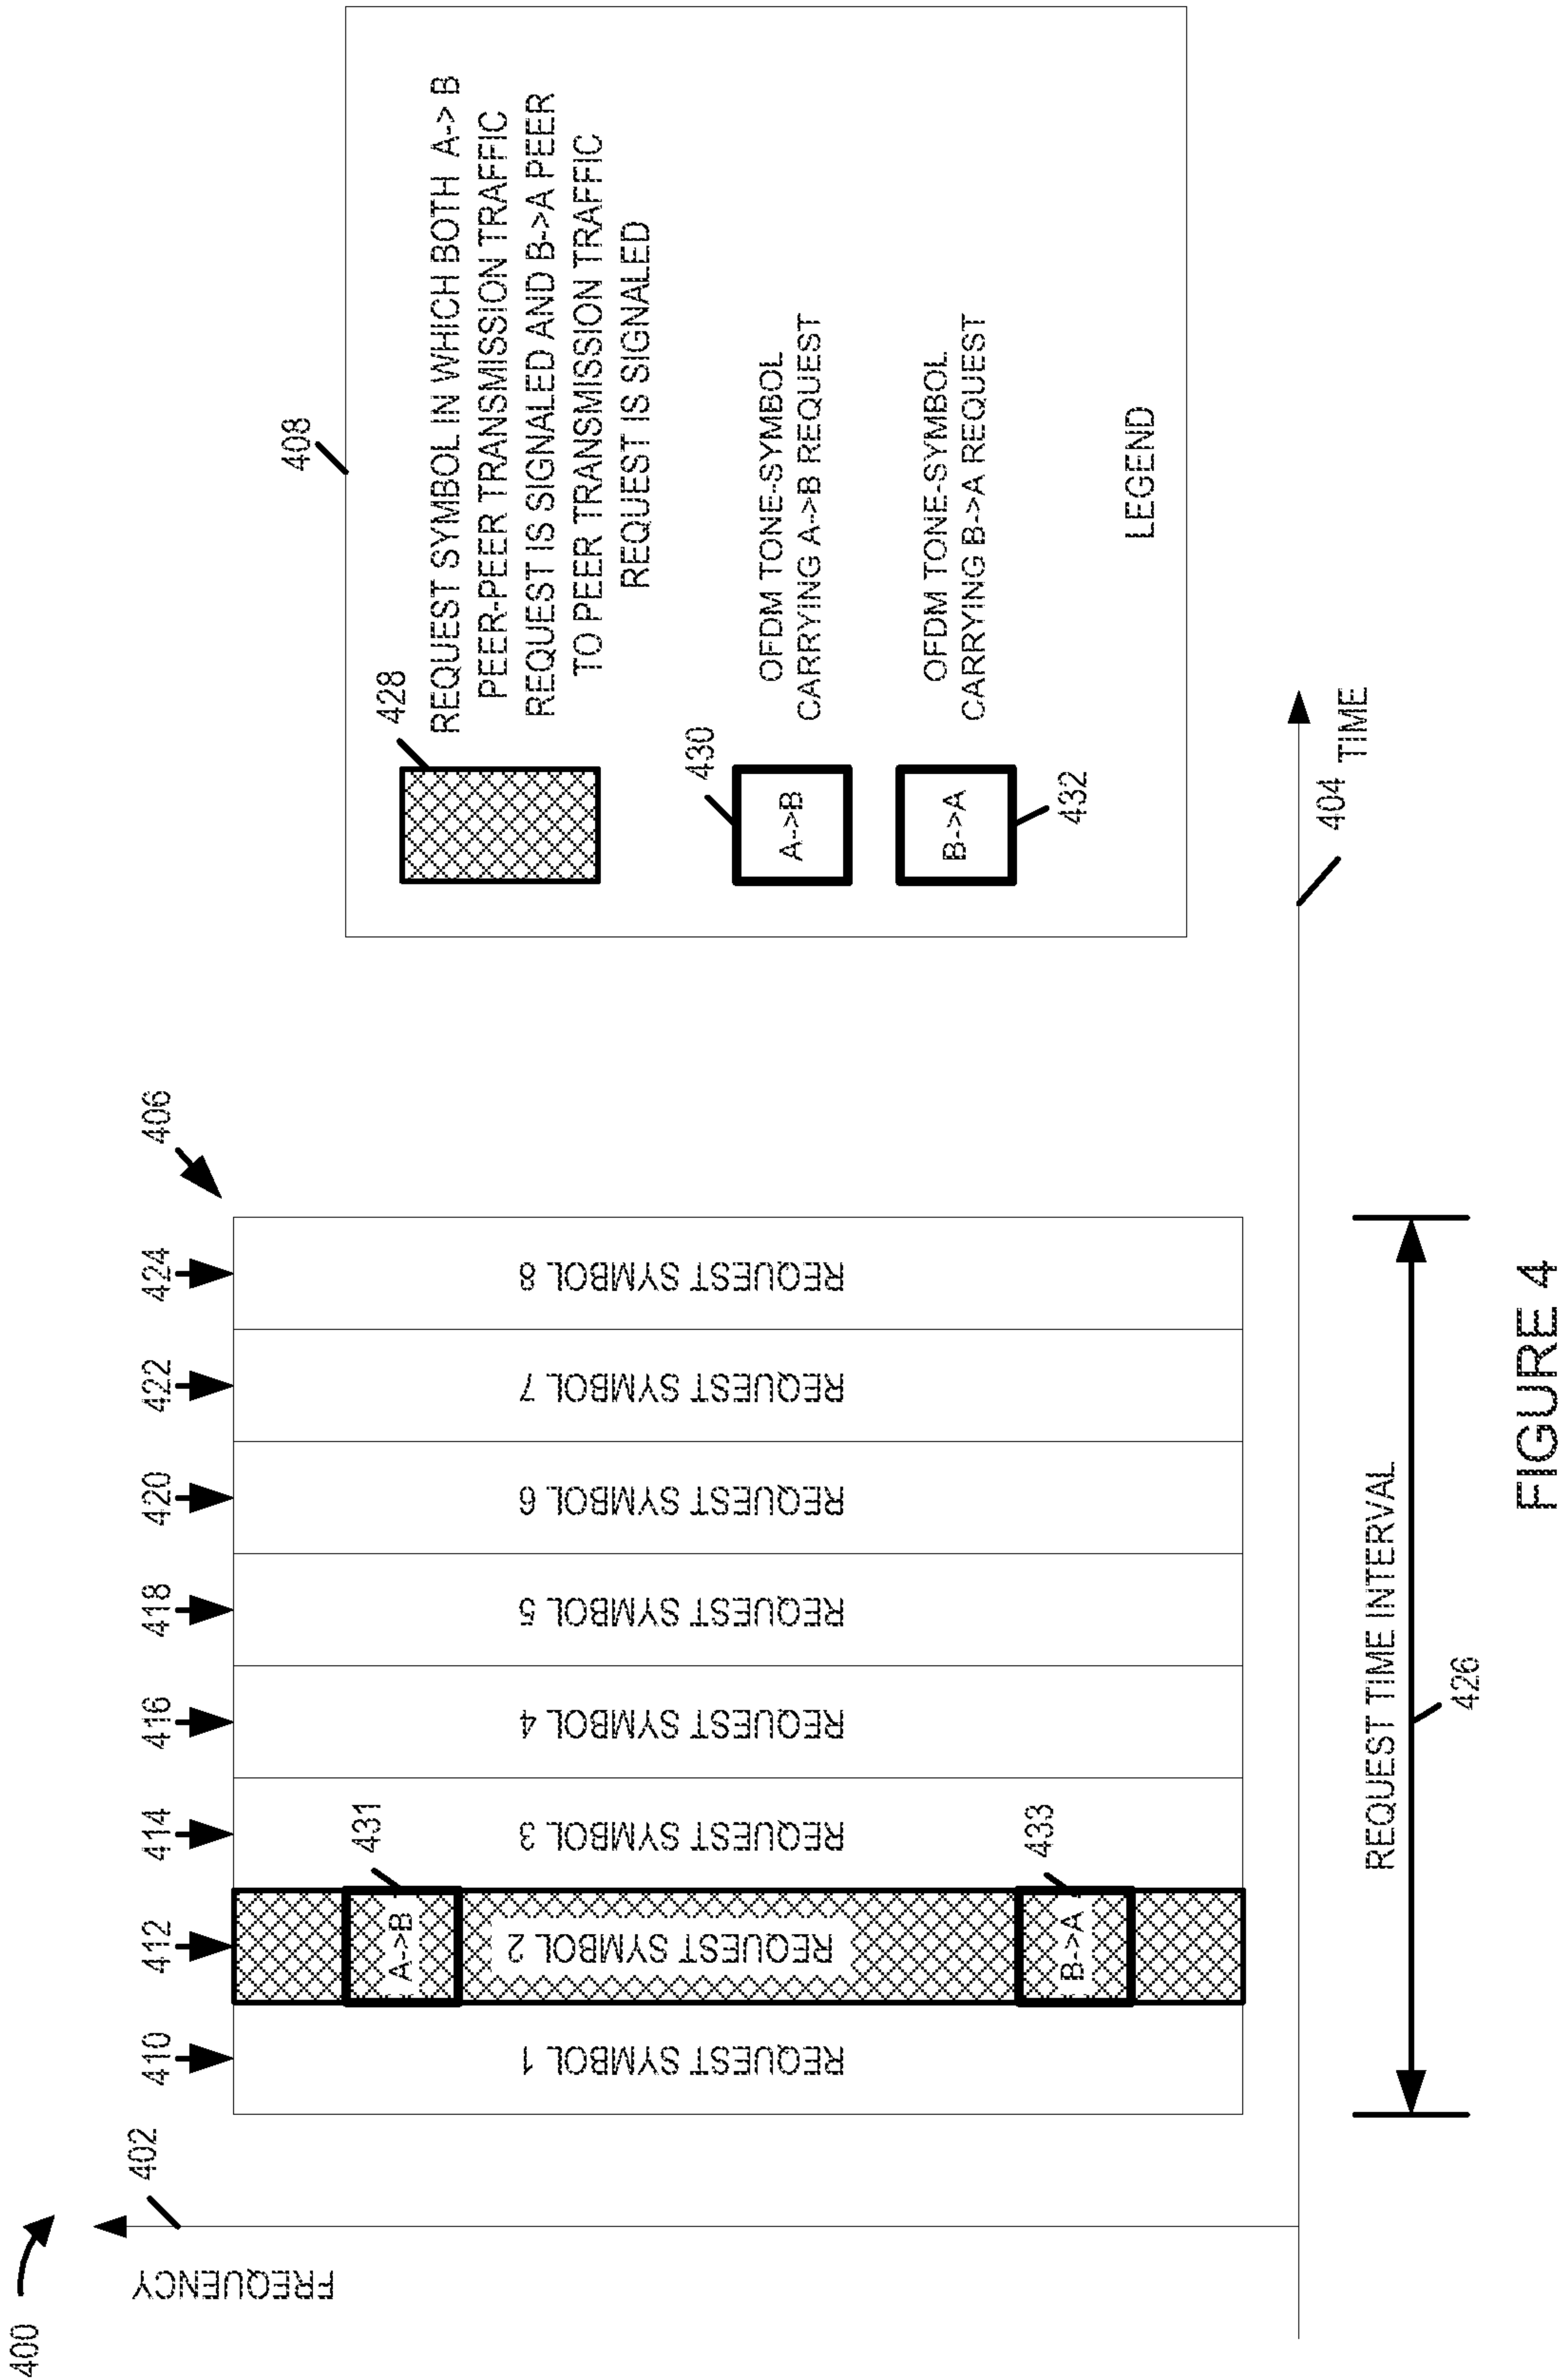 400
402
FREQUENCY
410
412
414
416
418
420
422
424
406
REQUEST SYMBOL 1
REQUEST SYMBOL 2
REQUEST SYMBOL 3
REQUEST SYMBOL 4
REQUEST SYMBOL 5
REQUEST SYMBOL 6
REQUEST SYMBOL 7
REQUEST SYMBOL 8
A->B
431
B->A
433
REQUEST TIME INTERVAL
426
404
TIME
408
428
REQUEST SYMBOL IN WHICH BOTH A-> B
PEER-PEER TRANSMISSION TRAFFIC
REQUEST IS SIGNALED AND B->A PEER
TO PEER TRANSMISSION TRAFFIC
REQUEST IS SIGNALED
430
A->B
OFDM TONE-SYMBOL
CARRYING A->B REQUEST
B->A
432
OFDM TONE-SYMBOL
CARRYING B->A REQUEST
LEGEND
FIGURE 4